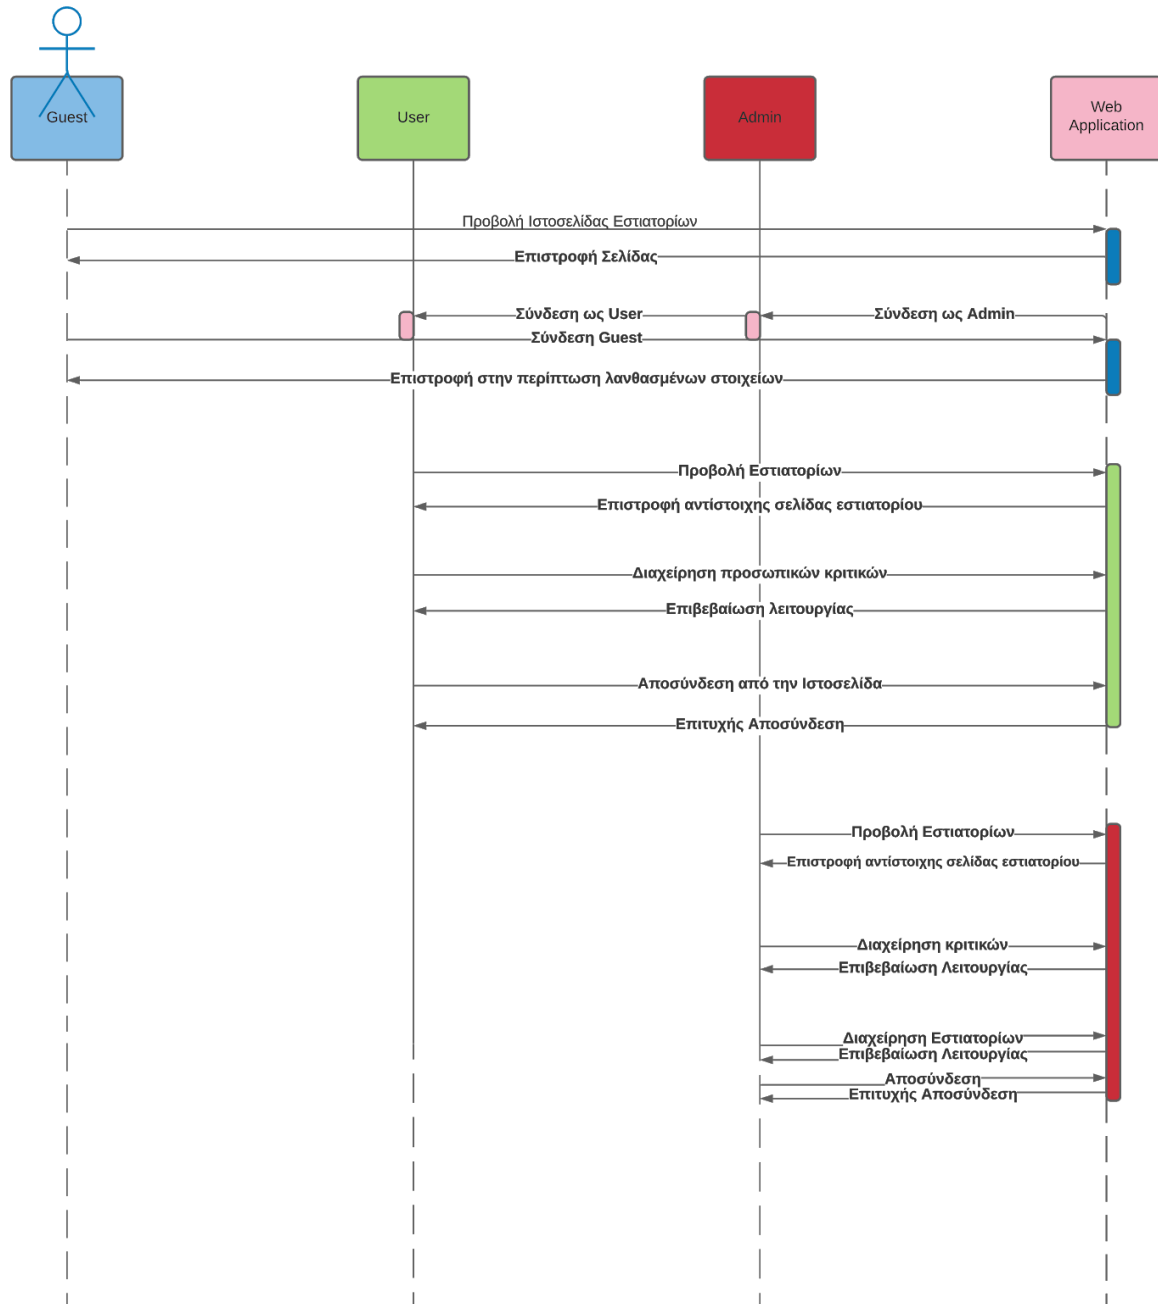 Guest
User
Admin
Web
Application
Προβολή Ιστοσελίδας Εστιατορίων
Επιστροφή Σελίδας
Σύνδεση ως User
Σύνδεση ως Admin
Σύνδεση Guest
Επιστροφή στην περίπτωση λανθασμένων στοιχείων
Προβολή Εστιατορίων
Επιστροφή αντίστοιχης σελίδας εστιατορίου
Διαχείρηση προσωπικών κριτικών
Επιβεβαίωση λειτουργίας
Αποσύνδεση από την Ιστοσελίδα
Επιτυχής Αποσύνδεση
Προβολή Εστιατορίων
Επιστροφή αντίστοιχης σελίδας εστιατορίου
Διαχείρηση κριτικών
Επιβεβαίωση Λειτουργίας
Διαχείρηση Εστιατορίων
Επιβεβαίωση Λειτουργίας
Αποσύνδεση
Επιτυχής Αποσύνδεση